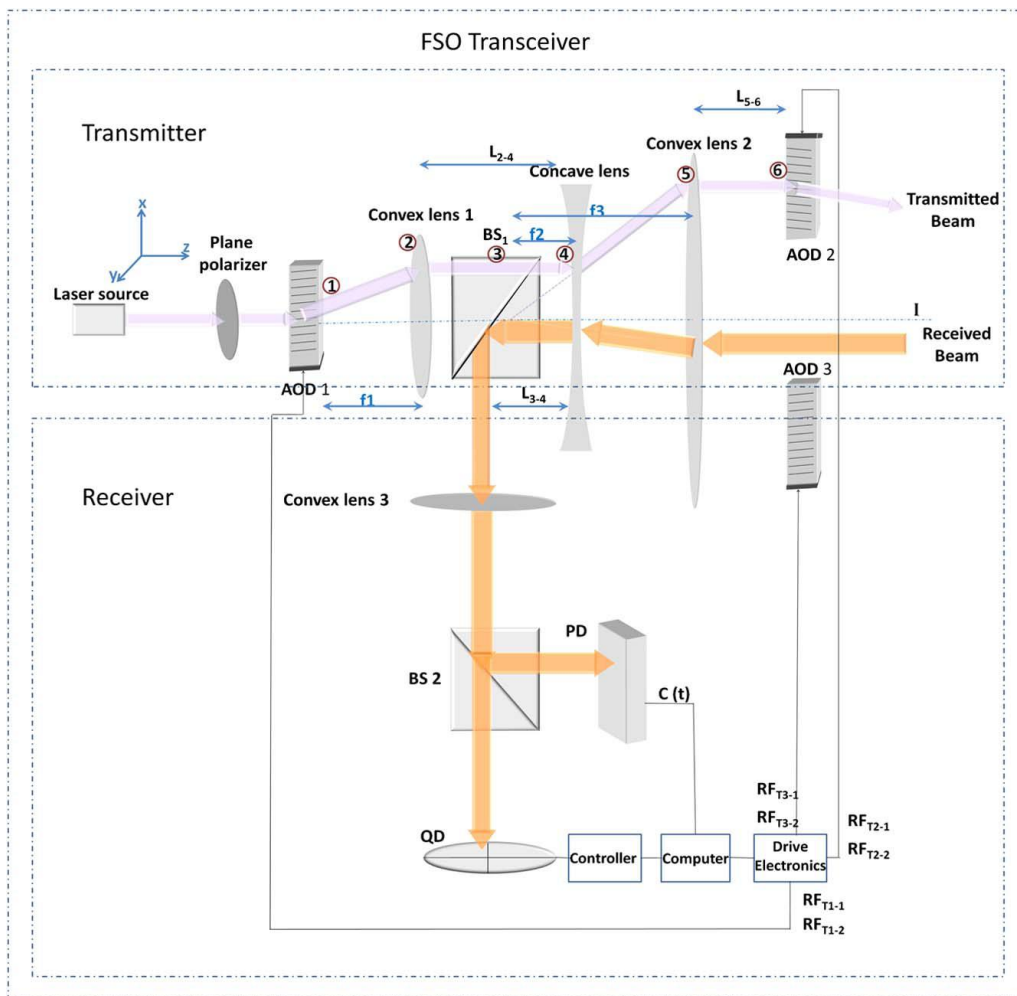 FSO Transceiver
Transmitter
L5-6
Convex lens 2
L2-4
Concave lens
Convex lens 1
x
z
y
Plane
polarizer
Laser source
①
②
BS1
③
f2
f3
④
⑤
⑥
Transmitted
Beam
AOD 2
I
Received
Beam
AOD 1
f1
L3-4
AOD 3
Receiver
Convex lens 3
PD
BS 2
C (t)
RFT3-1
RFT3-2
RFT2-1
RFT2-2
QD
Controller
Computer
Drive
Electronics
RFT1-1
RFT1-2